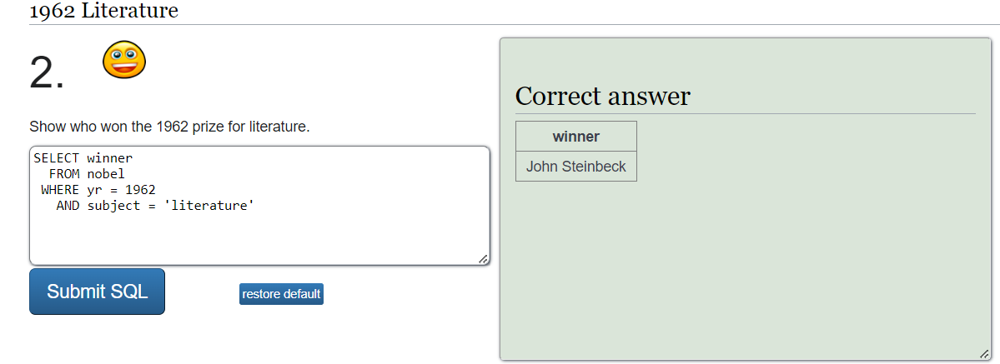 1962 Literature
2.
Show who won the 1962 prize for literature.
SELECT winner
FROM nobel
WHERE yr = 1962
AND subject = 'literature'
Submit SQL
restore default
Correct answer
winner
John Steinbeck